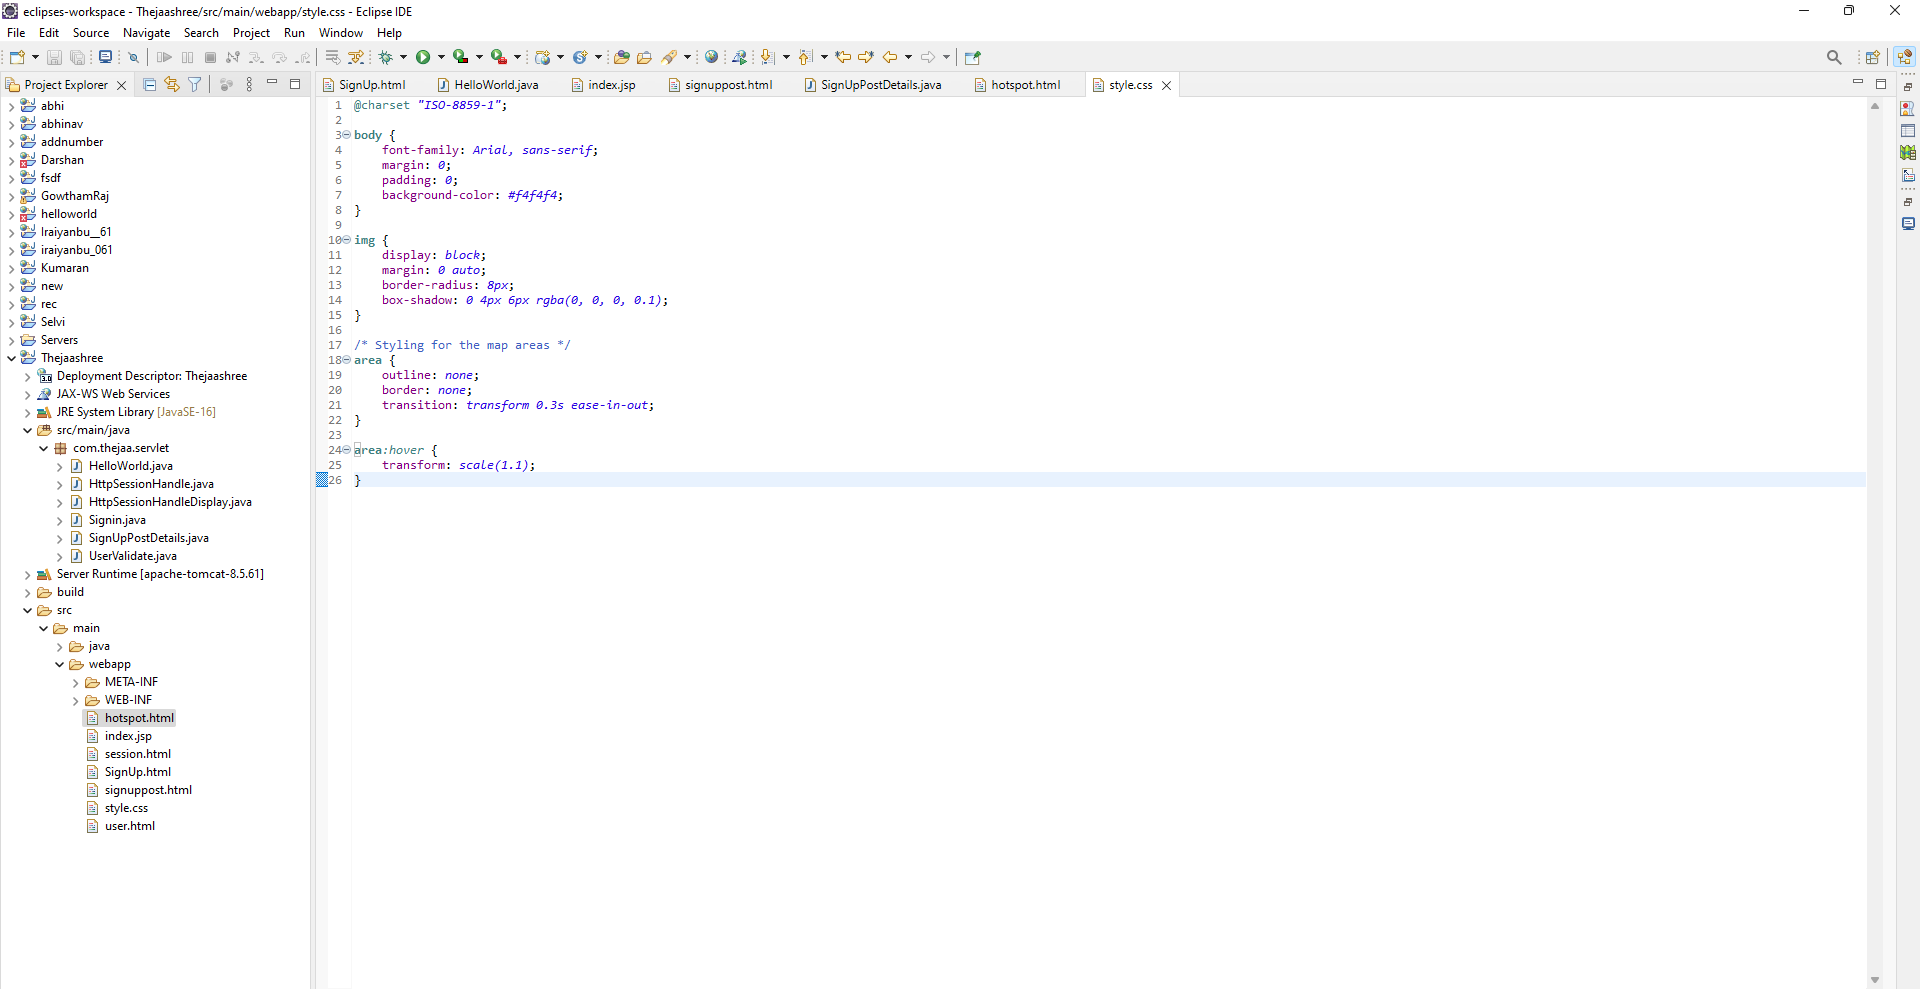 eclipses-workspace - Thejaashree/src/main/webapp/style.css - Eclipse IDE
File Edit Source Navigate Search Project Run Window Help
Project Explorer
SignUp.html HelloWorld.java index.jsp signuppost.html SignUpPostDetails.java hotspot.html style.css
abhi
abhinav
addnumber
Darshan
fsdf
GowthamRaj
helloworld
Iraiyanbu__61
iraiyanbu_061
Kumaran
new
rec
Selvi
Servers
Thejaashree
Deployment Descriptor: Thejaashree
JAX-WS Web Services
JRE System Library [JavaSE-16]
src/main/java
com.thejaa.servlet
HelloWorld.java
HttpSessionHandle.java
HttpSessionHandleDisplay.java
Signin.java
SignUpPostDetails.java
UserValidate.java
Server Runtime [apache-tomcat-8.5.61]
build
src
main
java
webapp
META-INF
WEB-INF
hotspot.html
index.jsp
session.html
SignUp.html
signuppost.html
style.css
user.html
1 @charset "ISO-8859-1";
2
3 body {
4 font-family: Arial, sans-serif;
5 margin: 0;
6 padding: 0;
7 background-color: #f4f4f4;
8 }
9
10 img {
11 display: block;
12 margin: 0 auto;
13 border-radius: 8px;
14 box-shadow: 0 4px 6px rgba(0, 0, 0, 0.1);
15 }
16
17 /* Styling for the map areas */
18 area {
19 outline: none;
20 border: none;
21 transition: transform 0.3s ease-in-out;
22 }
23
24 area:hover {
25 transform: scale(1.1);
26 }